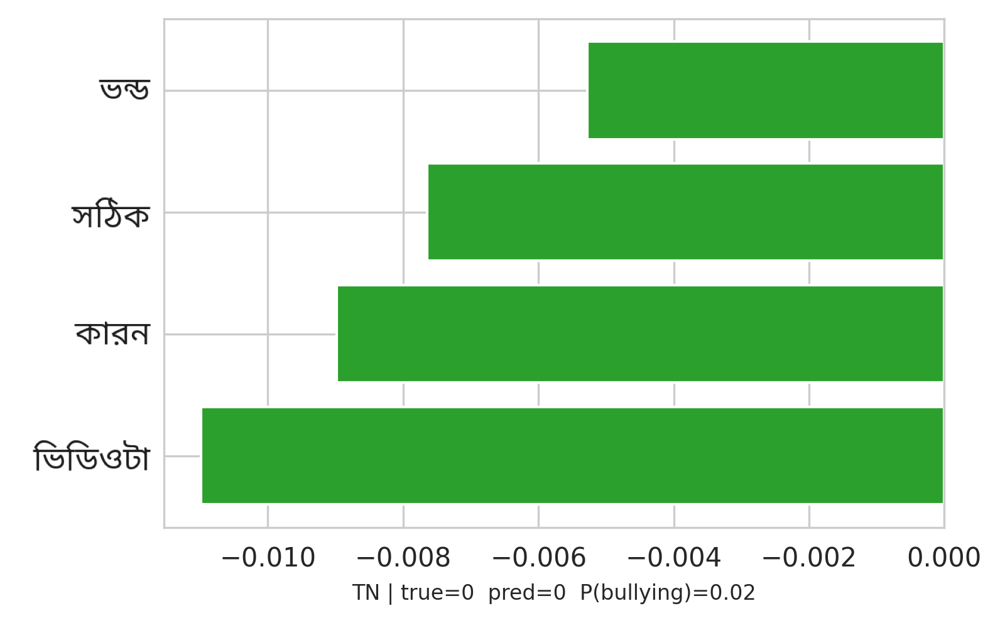 ভন্ড
সঠিক
কারন
ভিডিওটা
−0.010 −0.008 −0.006 −0.004 −0.002 0.000
TN | true=0 pred=0 P(bullying)=0.02